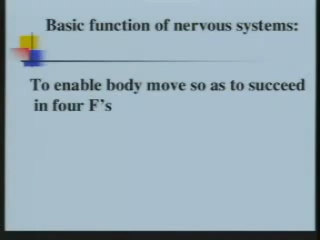 Basic function of nervous systems:
To enable body move so as to succeed
in four F's